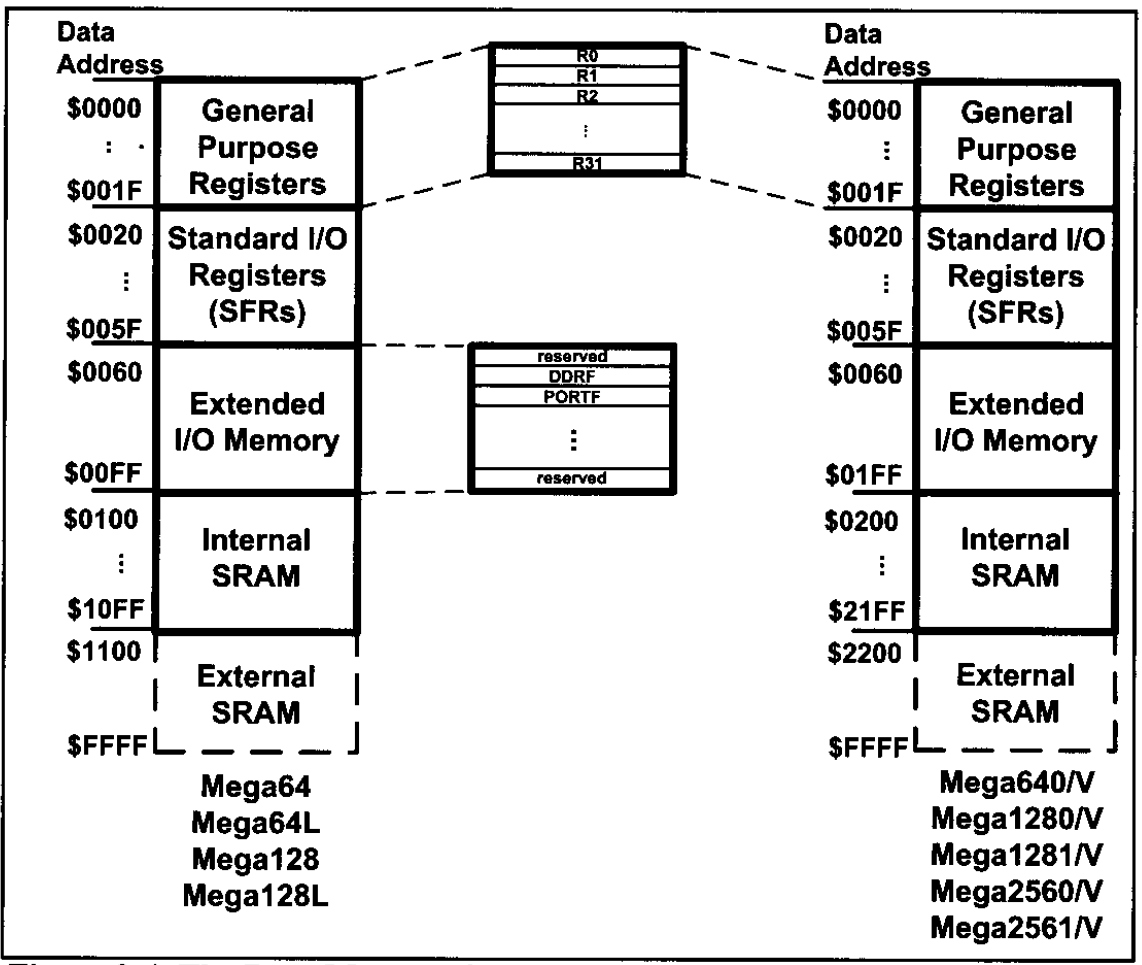 Data
Address
$0000
⋮
$001F
General
Purpose
Registers
$0020
⋮
$005F
Standard I/O
Registers
(SFRs)
$0060
$00FF
Extended
I/O Memory
$0100
⋮
$10FF
Internal
SRAM
$1100
$FFFF
External
SRAM
Mega64
Mega64L
Mega128
Mega128L
R0
R1
R2
⋮
R31
reserved
DDRF
PORTF
⋮
reserved
Data
Address
$0000
⋮
$001F
General
Purpose
Registers
$0020
⋮
$005F
Standard I/O
Registers
(SFRs)
$0060
$01FF
Extended
I/O Memory
$0200
⋮
$21FF
Internal
SRAM
$2200
$FFFF
External
SRAM
Mega640/V
Mega1280/V
Mega1281/V
Mega2560/V
Mega2561/V